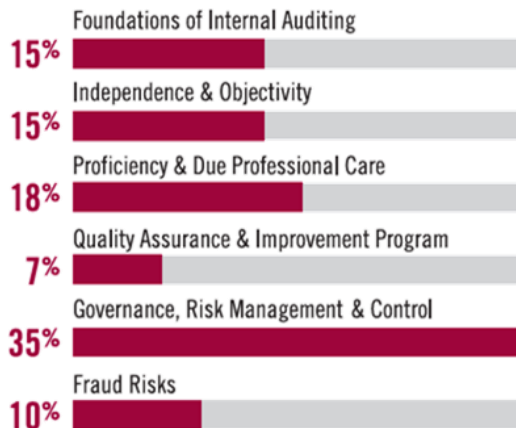 Foundations of Internal Auditing
15%
Independence & Objectivity
15%
Proficiency & Due Professional Care
18%
Quality Assurance & Improvement Program
7%
Governance, Risk Management & Control
35%
Fraud Risks
10%